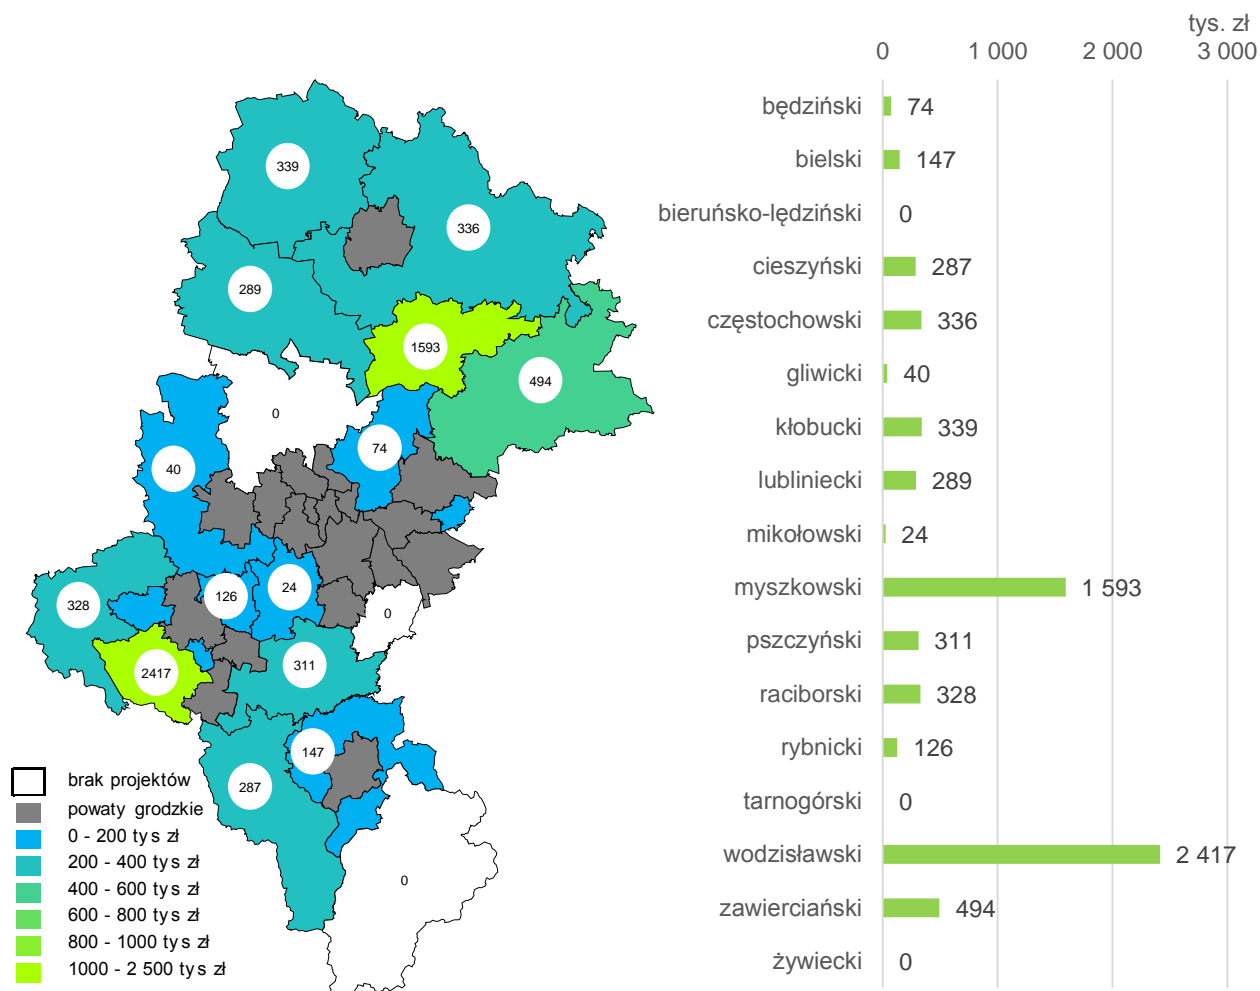 339
336
289
1593
494
0
74
40
24
126
0
328
311
2417
147
287
0
brak projektów
powaty grodzkie
0 - 200 tys zł
200 - 400 tys zł
400 - 600 tys zł
600 - 800 tys zł
800 - 1000 tys zł
1000 - 2 500 tys zł
tys. zł
0 1 000 2 000 3 000
będziński 74
bielski 147
bieruńsko-lędziński 0
cieszyński 287
częstochowski 336
gliwicki 40
kłobucki 339
lubliniecki 289
mikołowski 24
myszkowski 1 593
pszczyński 311
raciborski 328
rybnicki 126
tarnogórski 0
wodzisławski 2 417
zawierciański 494
żywiecki 0